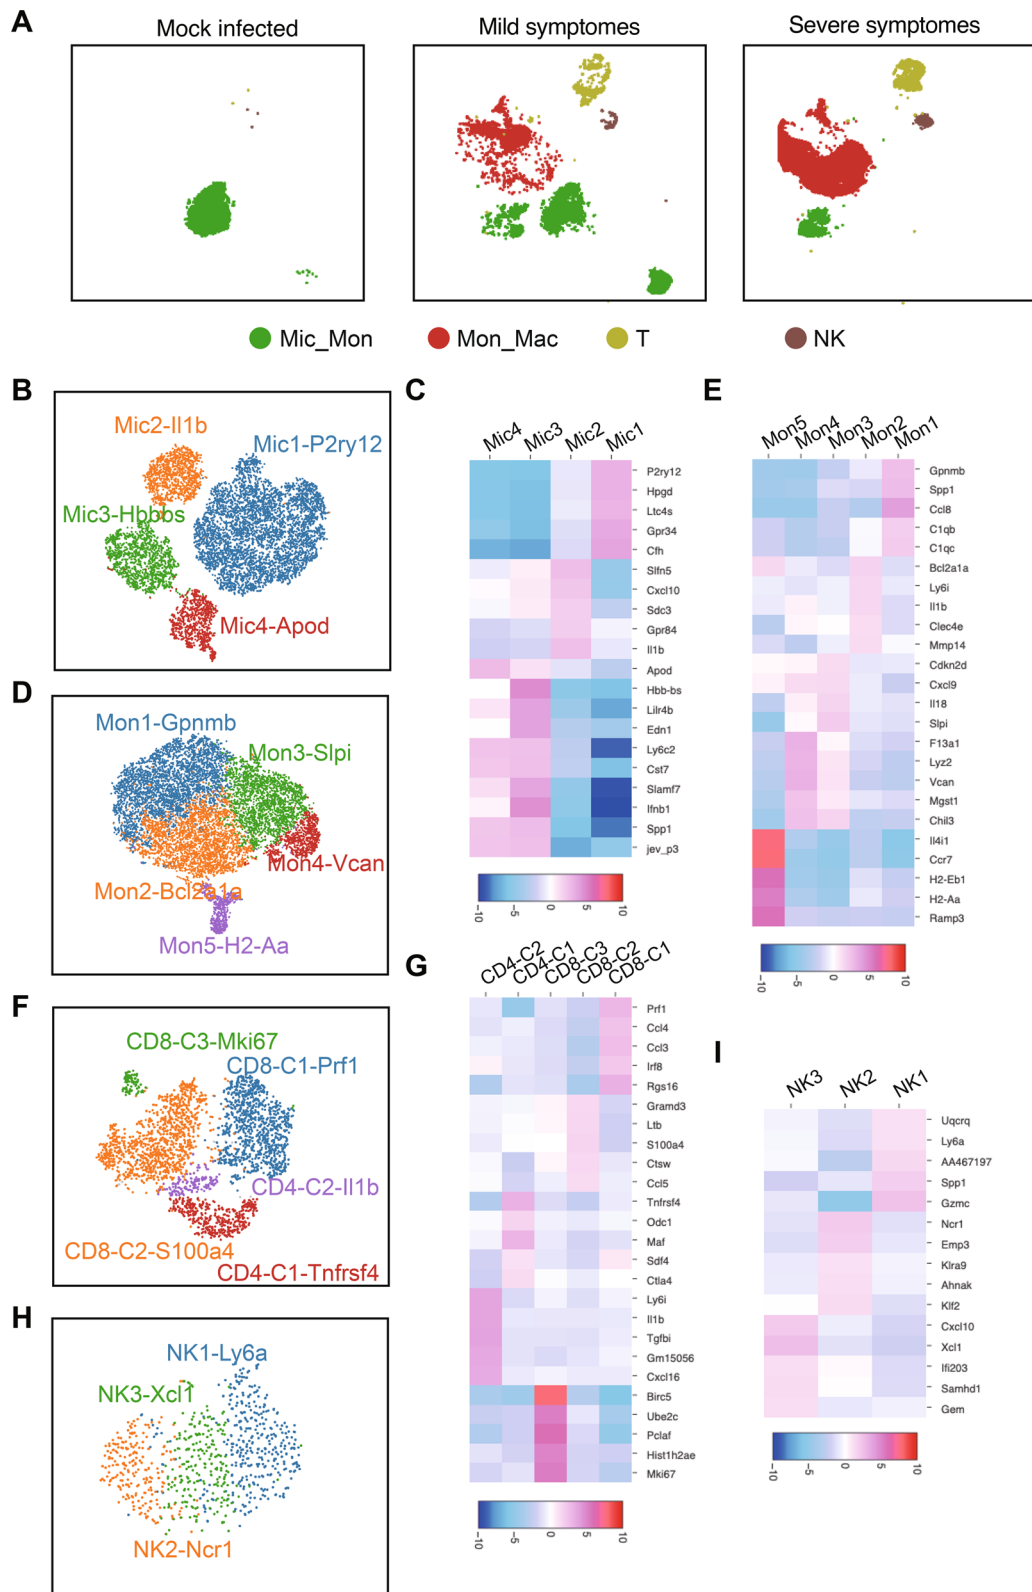 A
Mock infected
Mild symptomes
Severe symptomes
Mic_Mon
Mon_Mac
T
NK
B
Mic2-Il1b
Mic1-P2ry12
Mic3-Hbbbs
Mic4-Apod
C
Mic4
Mic3
Mic2
Mic1
P2ry12
Hpgd
Ltc4s
Gpr34
Cfh
Slfn5
Cxcl10
Sdc3
Gpr84
Il1b
Apod
Hbb-bs
Lilr4b
Edn1
Ly6c2
Cst7
Slamf7
Ifnb1
Spp1
jev_p3
-10
-5
0
5
10
E
Mon5
Mon4
Mon3
Mon2
Mon1
Gpnmb
Spp1
Ccl8
C1qb
C1qc
Bcl2a1a
Ly6i
Il1b
Clec4e
Mmp14
Cdkn2d
Cxcl9
Il18
Slpi
F13a1
Lyz2
Vcan
Mgst1
Chil3
Il4i1
Ccr7
H2-Eb1
H2-Aa
Ramp3
-10
-5
0
5
10
D
Mon1-Gpnmb
Mon3-Slpi
Mon4-Vcan
Mon2-Bcl2a1a
Mon5-H2-Aa
F
CD8-C3-Mki67
CD8-C1-Prf1
CD4-C2-Il1b
CD8-C2-S100a4
CD4-C1-Tnfrsf4
G
CD4-C2
CD4-C1
CD8-C3
CD8-C2
CD8-C1
Prf1
Ccl4
Ccl3
Irf8
Rgs16
Gramd3
Ltb
S100a4
Ctsw
Ccl5
Tnfrsf4
Odc1
Maf
Sdf4
Ctla4
Ly6i
Il1b
Tgfbi
Gm15056
Cxcl16
Birc5
Ube2c
Pclaf
Hist1h2ae
Mki67
-10
-5
0
5
10
H
NK1-Ly6a
NK3-Xcl1
NK2-Ncr1
I
NK3
NK2
NK1
Uqcrq
Ly6a
AA467197
Spp1
Gzmc
Ncr1
Emp3
Klra9
Ahnak
Klf2
Cxcl10
Xcl1
Ifi203
Samhd1
Gem
-10
-5
0
5
10